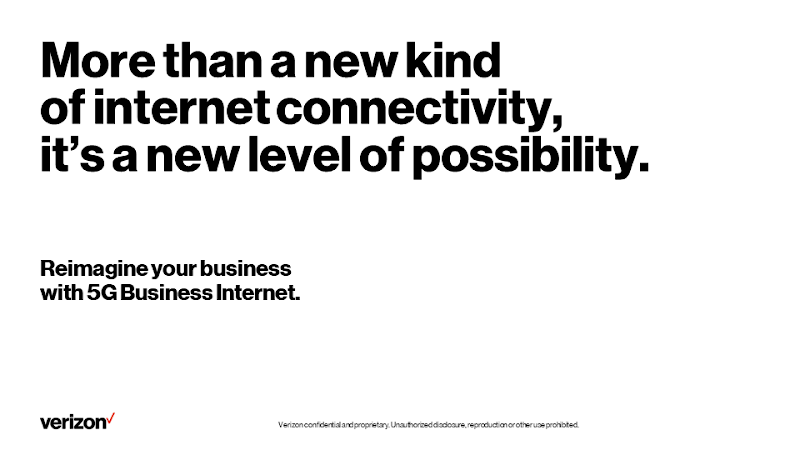 More than a new kind
of internet connectivity,
it’s a new level of possibility.
Reimagine your business
with 5G Business Internet.
verizon✓
Verizon confidential and proprietary. Unauthorized disclosure, reproduction or other use prohibited.